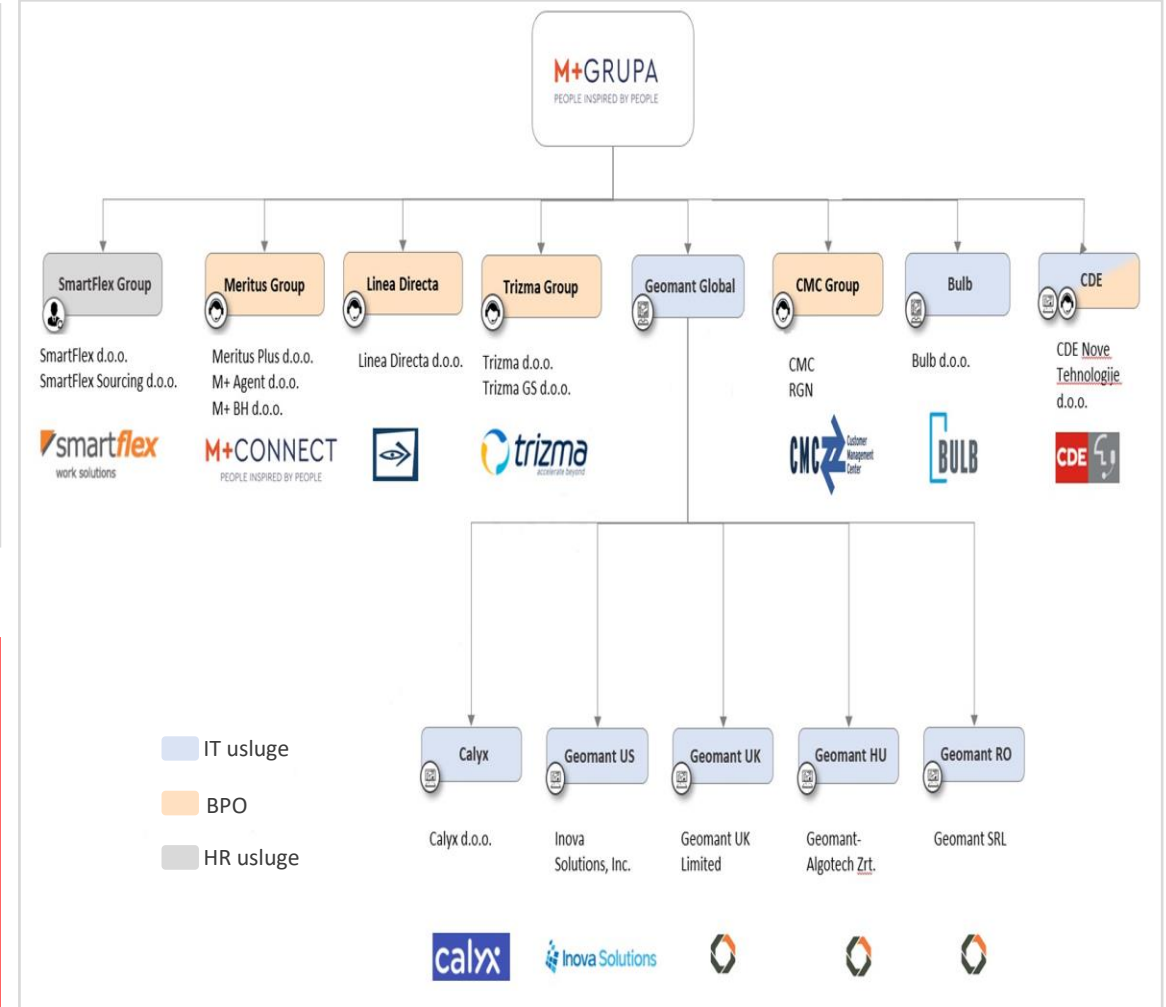 M+GRUPA
PEOPLE INSPIRED BY PEOPLE
SmartFlex Group
Meritus Group
Linea Directa
Trizma Group
Geomant Global
CMC Group
Bulb
CDE
SmartFlex d.o.o.
SmartFlex Sourcing d.o.o.
Meritus Plus d.o.o.
M+ Agent d.o.o.
M+ BH d.o.o.
Linea Directa d.o.o.
Trizma d.o.o.
Trizma GS d.o.o.
CMC
RGN
Bulb d.o.o.
CDE Nove
Tehnologije
d.o.o.
smartflex
work solutions
M+CONNECT
PEOPLE INSPIRED BY PEOPLE
trizma
accelerate beyond
CMC
Customer
Management
Center
BULB
CDE
IT usluge
BPO
HR usluge
Calyx
Geomant US
Geomant UK
Geomant HU
Geomant RO
Calyx d.o.o.
Inova
Solutions, Inc.
Geomant UK
Limited
Geomant-
Algotech Zrt.
Geomant SRL
calyx
Inova Solutions